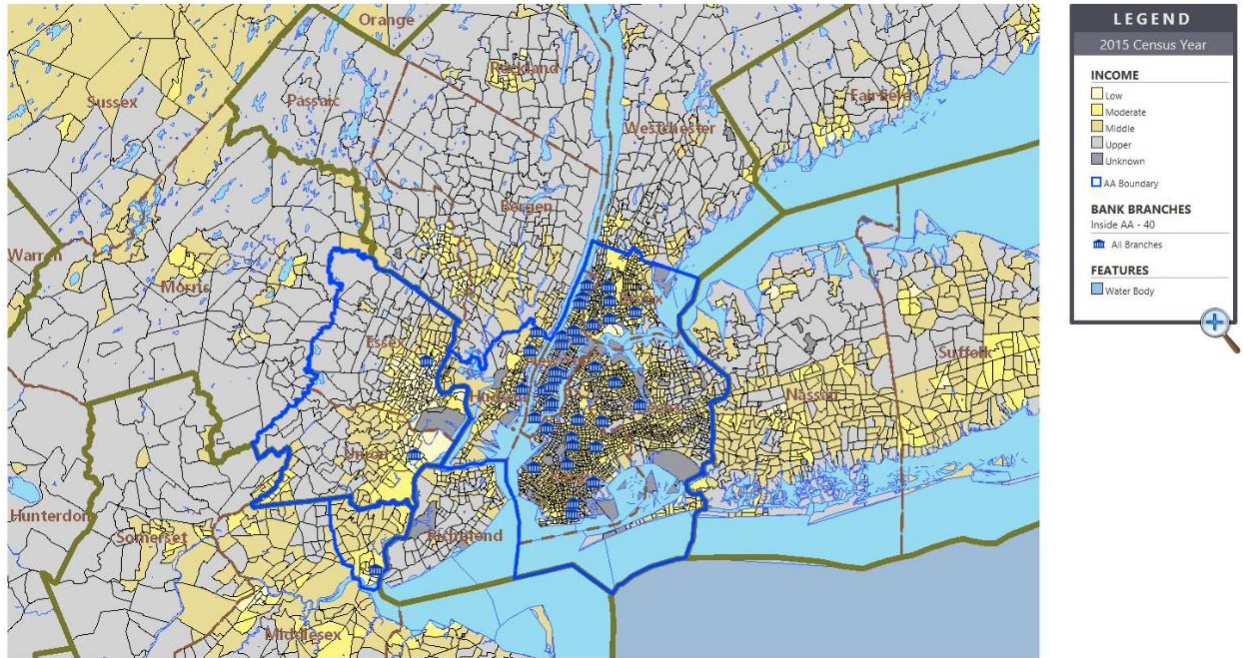 Orange
Rockland
Sussex
Passaic
Fairfield
Westchester
Bergen
Warren
Morris
Bronx
Essex
Suffolk
Nassau
Hudson
Union
Hunterdon
Somerset
Richmond
Middlesex
LEGEND
2015 Census Year
INCOME
Low
Moderate
Middle
Upper
Unknown
AA Boundary
BANK BRANCHES
Inside AA - 40
All Branches
FEATURES
Water Body